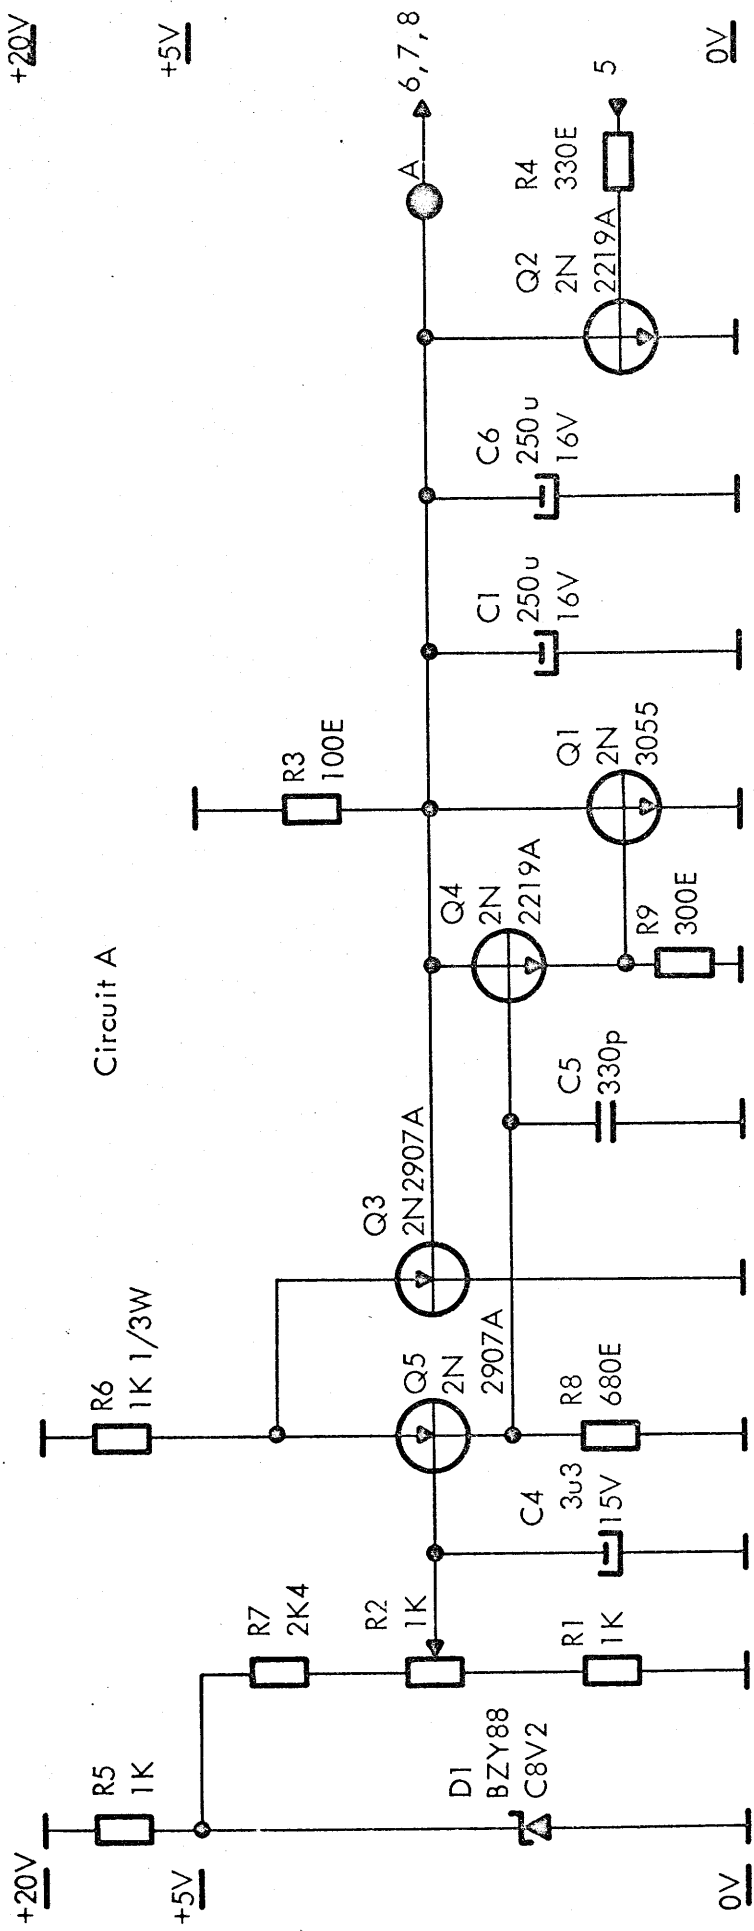 +20V
+5V
0V
R5
1K
D1
BZY88
C8V2
R7
2K4
R2
1K
R1
1K
C4
3u3
15V
R6
1K 1/3W
Q5
2N
2907A
R8
680E
Q3
2N2907A
C5
330p
Circuit A
Q4
2N
2219A
R9
300E
R3
100E
Q1
2N
3055
C1
250u
16V
C6
250u
16V
Q2
2N
2219A
R4
330E
A
6,7,8
5
+20V
+5V
0V